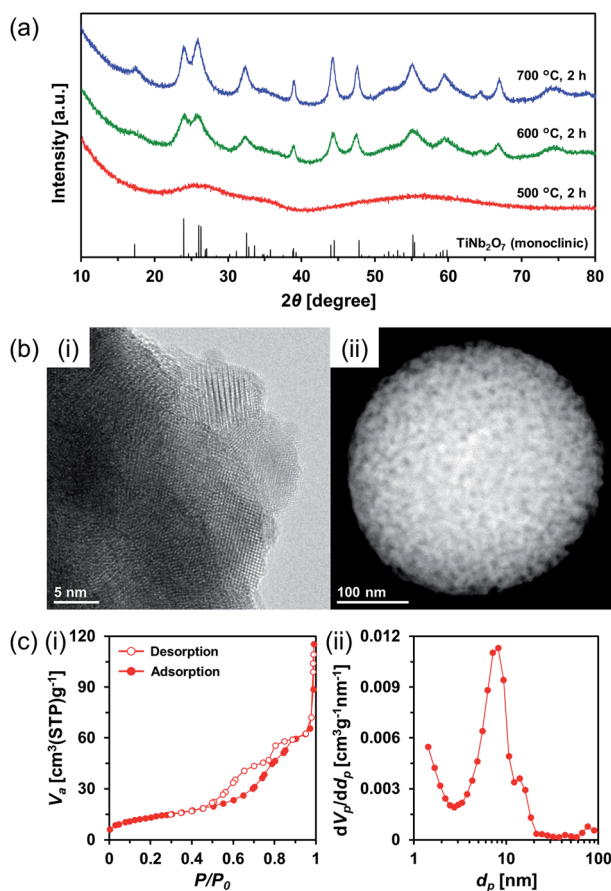 (a)
Intensity [a.u.]
700 °C, 2 h
600 °C, 2 h
500 °C, 2 h
TiNb₂O₇ (monoclinic)
10 20 30 40 50 60 70 80
2θ [degree]
(b) (i)
(ii)
5 nm
100 nm
(c) (i)
(ii)
Vₐ [cm³(STP)g⁻¹]
120
90
60
30
0
Desorption
Adsorption
0 0.2 0.4 0.6 0.8 1
P/P₀
dVₚ/ddₚ [cm³g⁻¹nm⁻¹]
0.012
0.009
0.006
0.003
0
1 10 100
dₚ [nm]